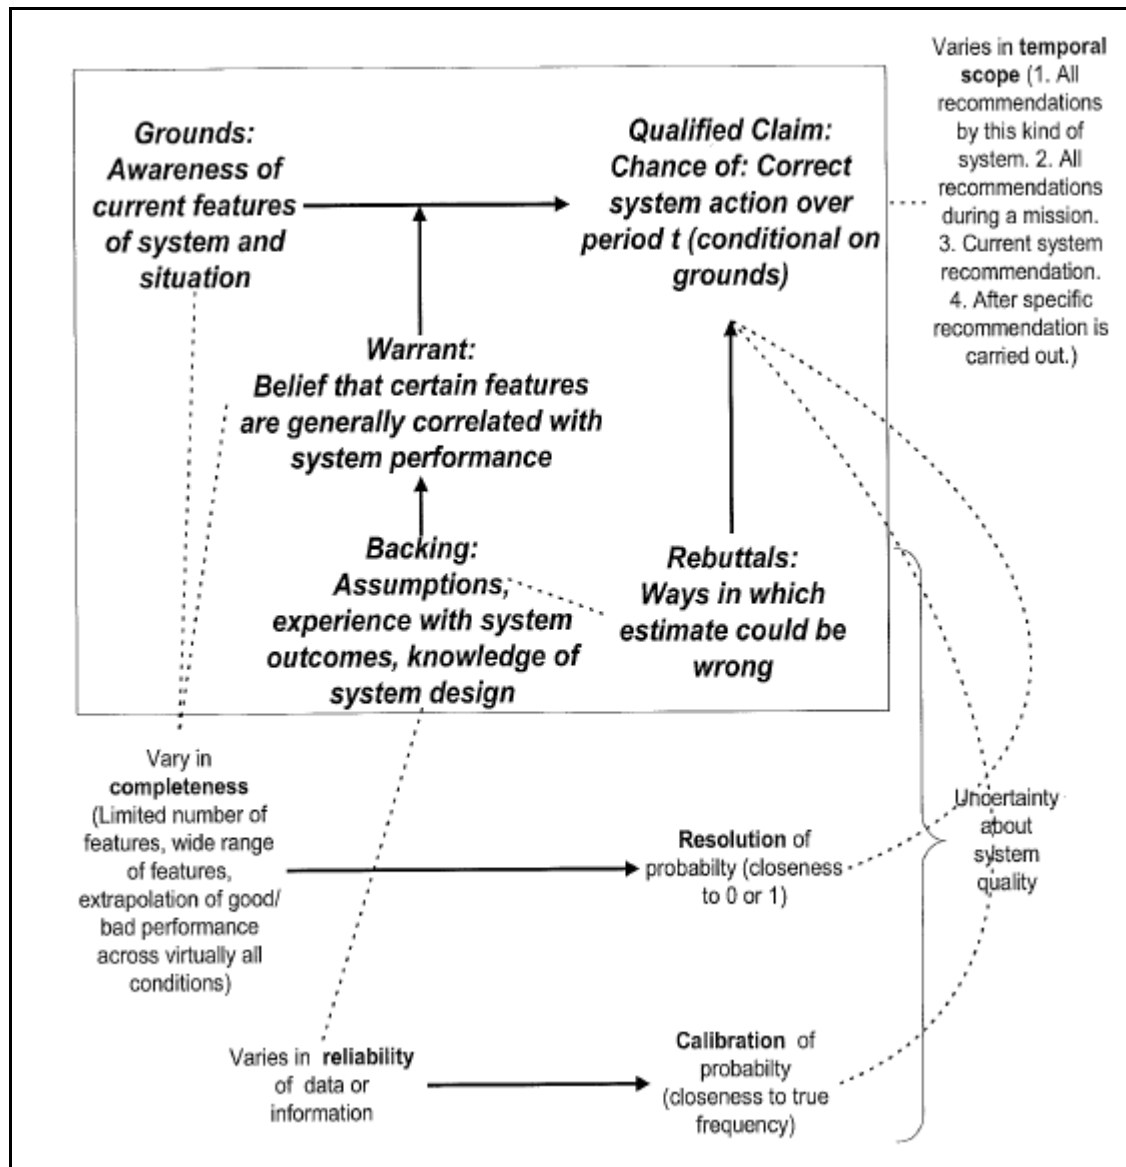 Grounds:
Awareness of
current features
of system and
situation
Qualified Claim:
Chance of: Correct
system action over
period t (conditional on
grounds)
Varies in temporal
scope (1. All
recommendations
by this kind of
system. 2. All
recommendations
during a mission.
3. Current system
recommendation.
4. After specific
recommendation is
carried out.)
Warrant:
Belief that certain features
are generally correlated with
system performance
Backing:
Assumptions,
experience with system
outcomes, knowledge of
system design
Rebuttals:
Ways in which
estimate could be
wrong
Vary in
completeness
(Limited number of
features, wide range
of features,
extrapolation of good/
bad performance
across virtually all
conditions)
Resolution of
probabilty (closeness
to 0 or 1)
Uncertainty
about
system
quality
Varies in reliability
of data or
information
Calibration of
probabilty
(closeness to true
frequency)